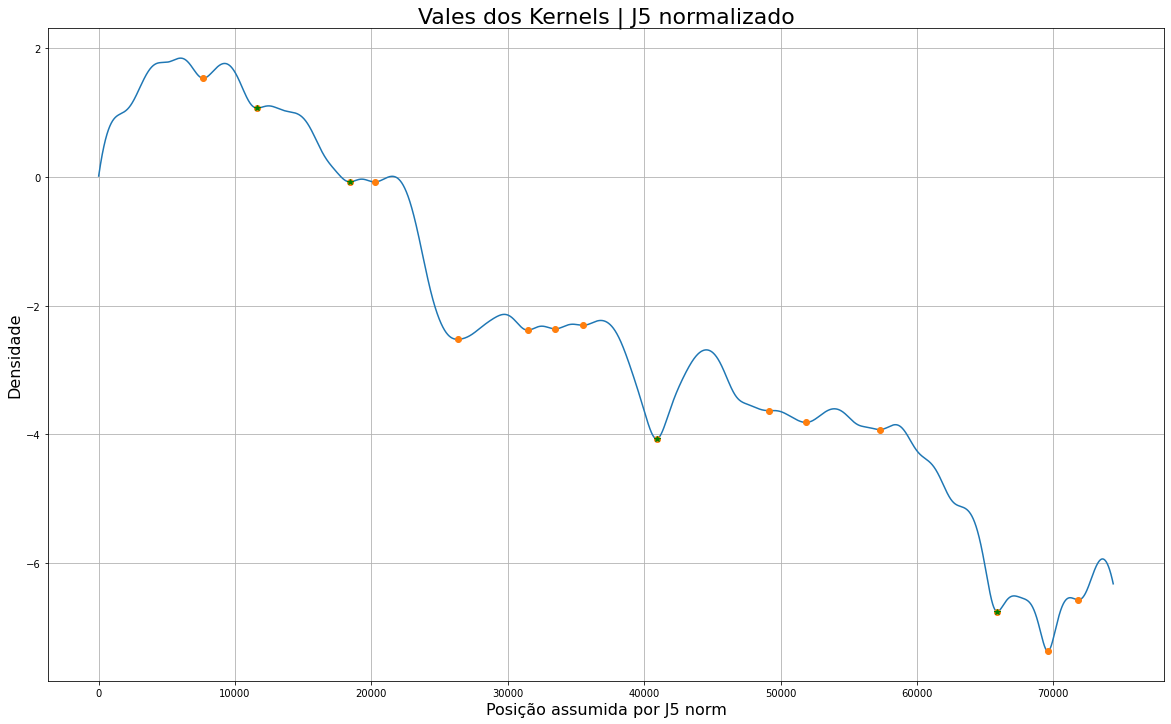 Vales dos Kernels | J5 normalizado
2
0
−2
−4
−6
Densidade
0 10000 20000 30000 40000 50000 60000 70000
Posição assumida por J5 norm